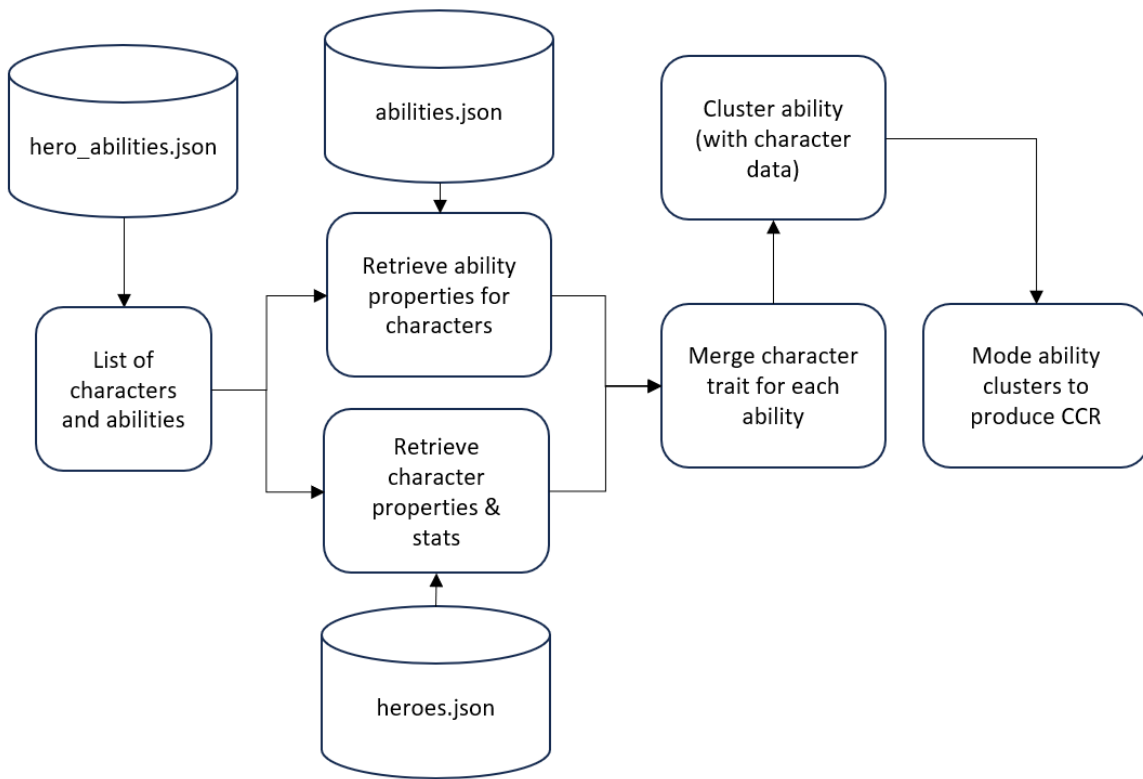 hero_abilities.json
List of
characters
and abilities
abilities.json
Retrieve ability
properties for
characters
Retrieve
character
properties &
stats
heroes.json
Merge character
trait for each
ability
Cluster ability
(with character
data)
Mode ability
clusters to
produce CCR